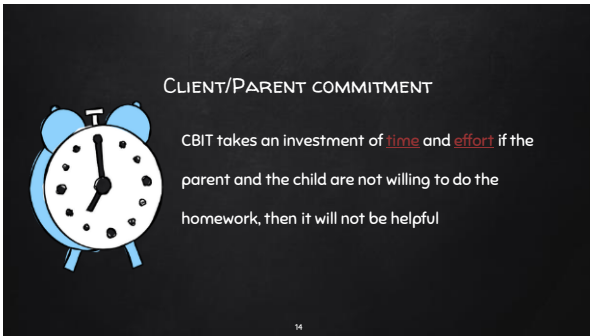 Client/Parent commitment
CBIT takes an investment of time and effort if the
parent and the child are not willing to do the
homework, then it will not be helpful
14